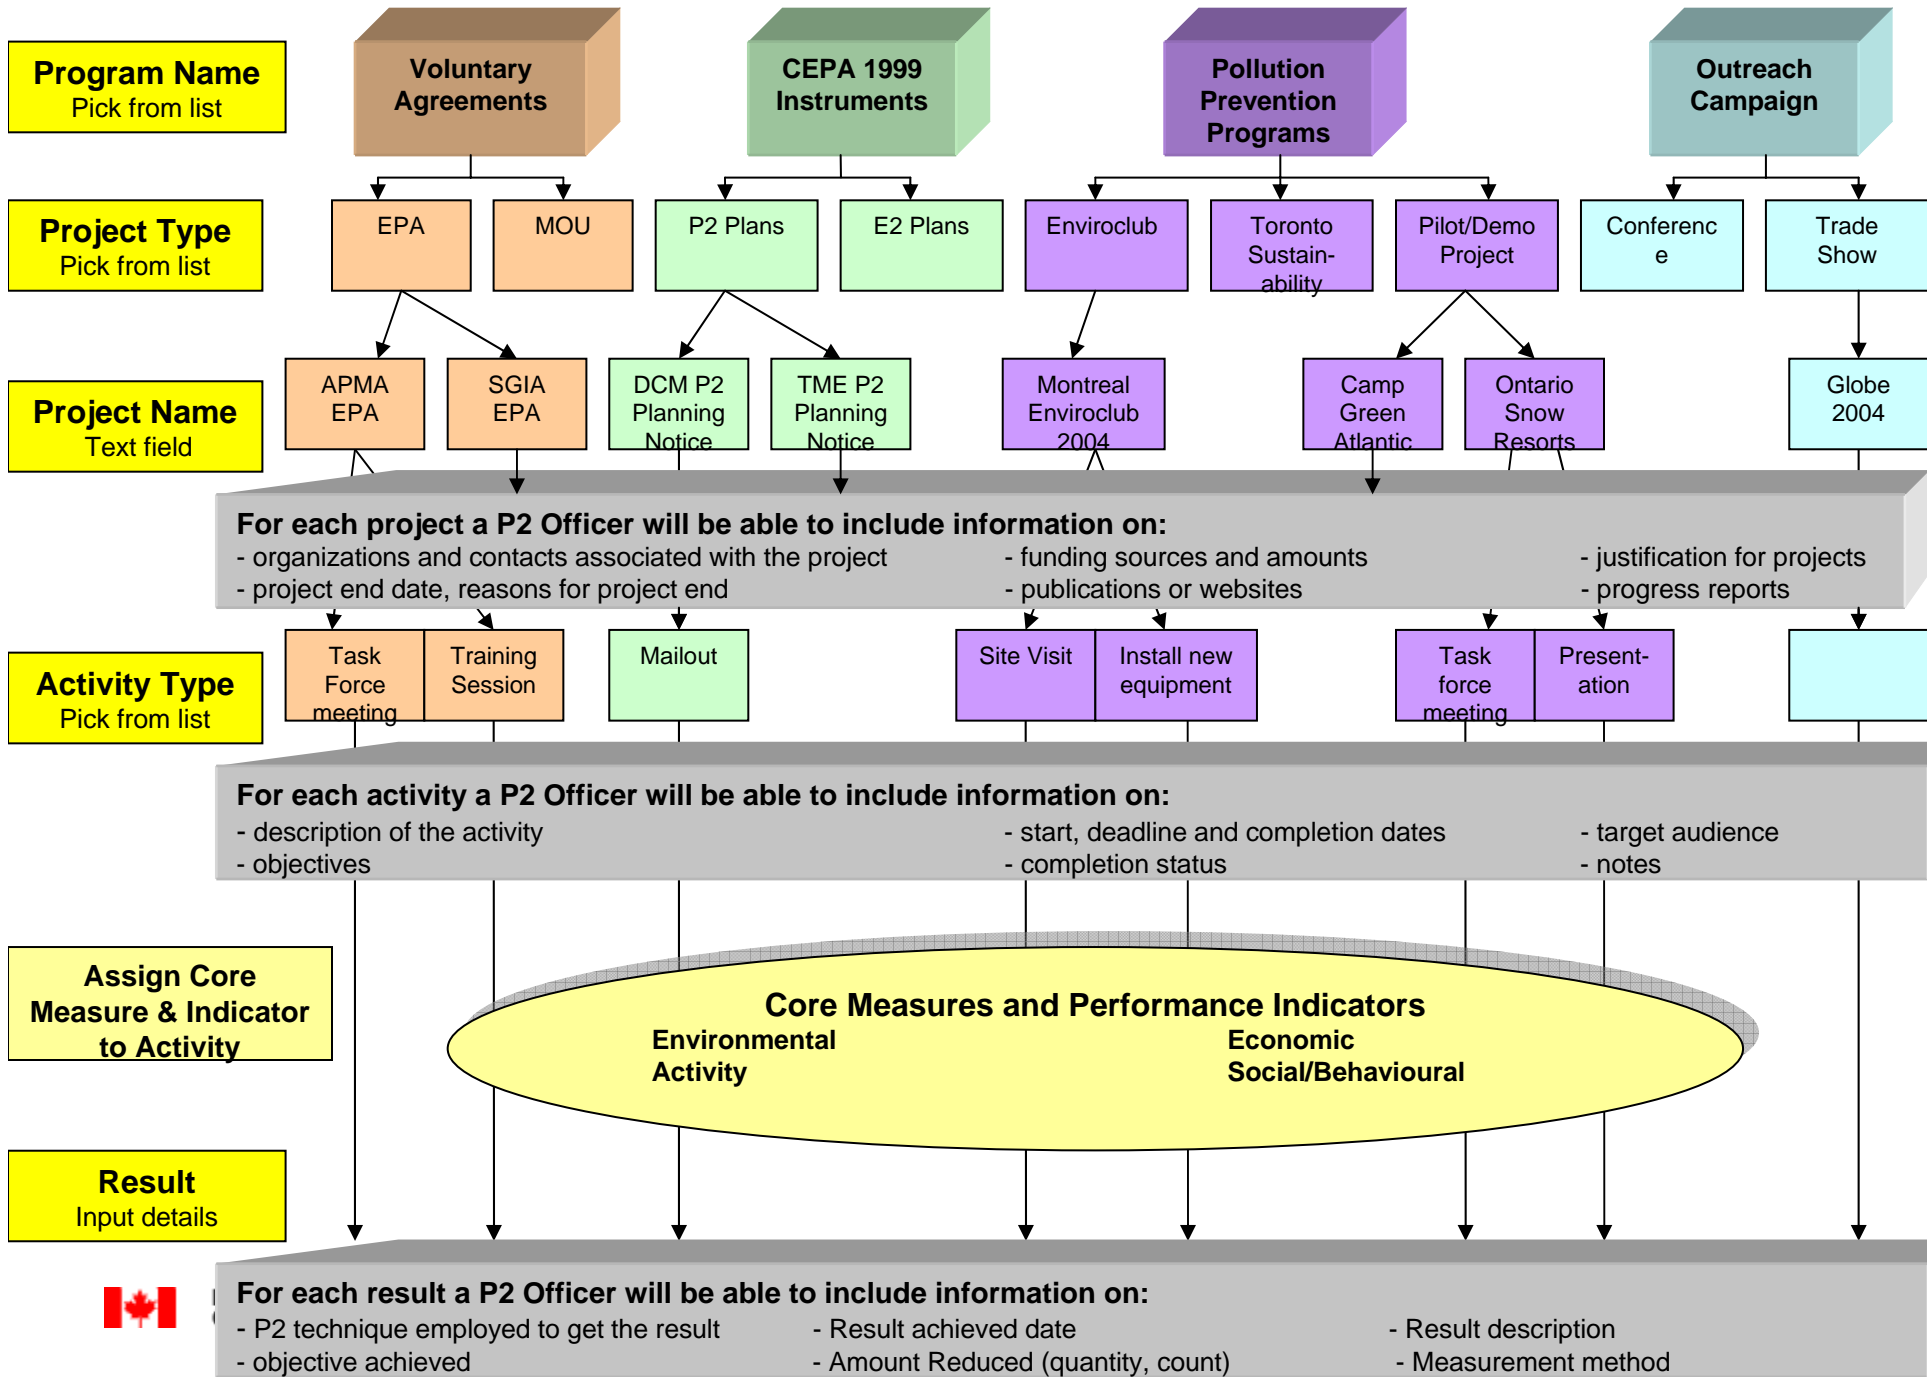 Program Name
Pick from list
Voluntary
Agreements
CEPA 1999
Instruments
Pollution
Prevention
Programs
Outreach
Campaign
Project Type
Pick from list
EPA
MOU
P2 Plans
E2 Plans
Enviroclub
Toronto
Sustain-
ability
Pilot/Demo
Project
Conferenc
e
Trade
Show
Project Name
Text field
APMA
EPA
SGIA
EPA
DCM P2
Planning
Notice
TME P2
Planning
Notice
Montreal
Enviroclub
2004
Camp
Green
Atlantic
Ontario
Snow
Resorts
Globe
2004
For each project a P2 Officer will be able to include information on:
- organizations and contacts associated with the project
- funding sources and amounts
- justification for projects
- project end date, reasons for project end
- publications or websites
- progress reports
Activity Type
Pick from list
Task
Force
meeting
Training
Session
Mailout
Site Visit
Install new
equipment
Task
force
meeting
Present-
ation
For each activity a P2 Officer will be able to include information on:
- description of the activity
- start, deadline and completion dates
- target audience
- objectives
- completion status
- notes
Assign Core
Measure & Indicator
to Activity
Core Measures and Performance Indicators
Environmental
Economic
Activity
Social/Behavioural
Result
Input details
For each result a P2 Officer will be able to include information on:
- P2 technique employed to get the result
- Result achieved date
- Result description
- objective achieved
- Amount Reduced (quantity, count)
- Measurement method